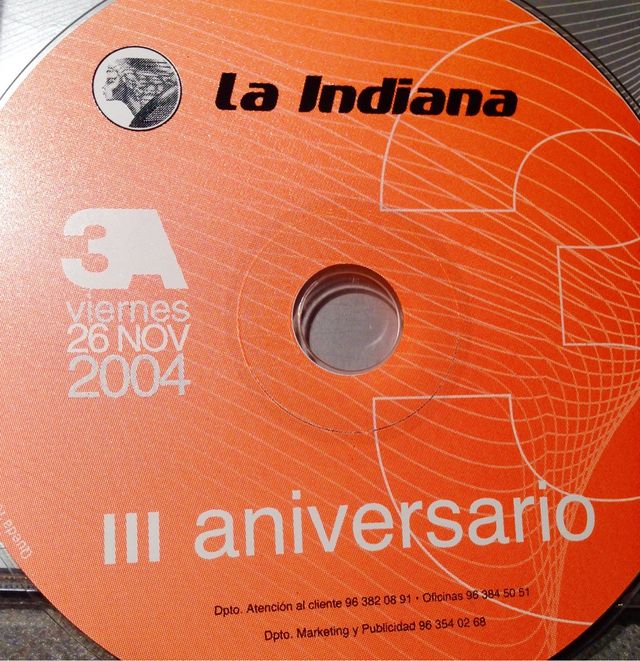 La Indiana
3A
viernes
26 NOV
2004
III aniversario
Dpto. Atención al cliente 96 382 08 91 • Oficinas 96 384 50 51
Dpto. Marketing y Publicidad 96 354 02 68
Queda